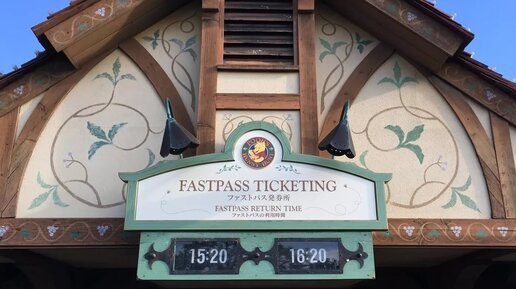 FASTPASS TICKETING
ファストパス発券所
FASTPASS RETURN TIME
ファストパスの利用時間
15:20 16:20